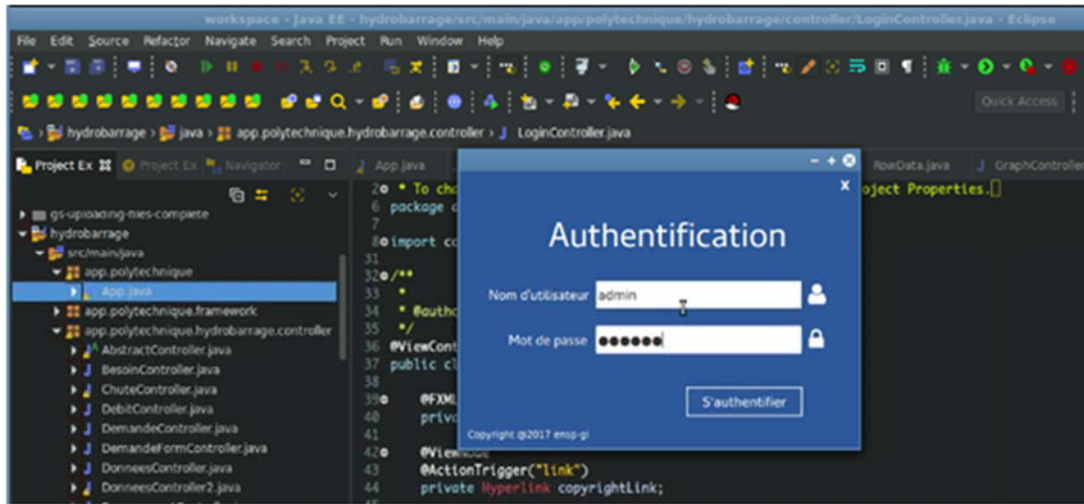 workspace - Java EE - hydrobarrage/src/main/java/app/polytechnique/hydrobarrage/controller/LoginController.java - Eclipse
File Edit Source Refactor Navigate Search Project Run Window Help
Quick Access
hydrobarrage java app.polytechnique.hydrobarrage.controller LoginController.java
Project Ex Project Ex Navigator App.java RowData.java GraphController
gs-uploading-files-complete
hydrobarrage
src/main/java
app.polytechnique
App.java
app.polytechnique.framework
app.polytechnique.hydrobarrage.controller
AbstractController.java
BesoinController.java
ChuteController.java
DebitController.java
DemandeController.java
DemandeFormController.java
DonneesController.java
DonneesController2.java
2 * To cho oject Properties.
6 package
7
8 import co
31
32 /**
33 *
34 * @autho
35 */
36 @ViewCont
37 public cl
38
39 @FXML
40 priva
41
42 @ViewNode
43 @ActionTrigger("link")
44 private Hyperlink copyrightLink;
Authentification
Nom d'utilisateur admin
Mot de passe ●●●●●●
S'authentifier
Copyright @2017 ensp-gi